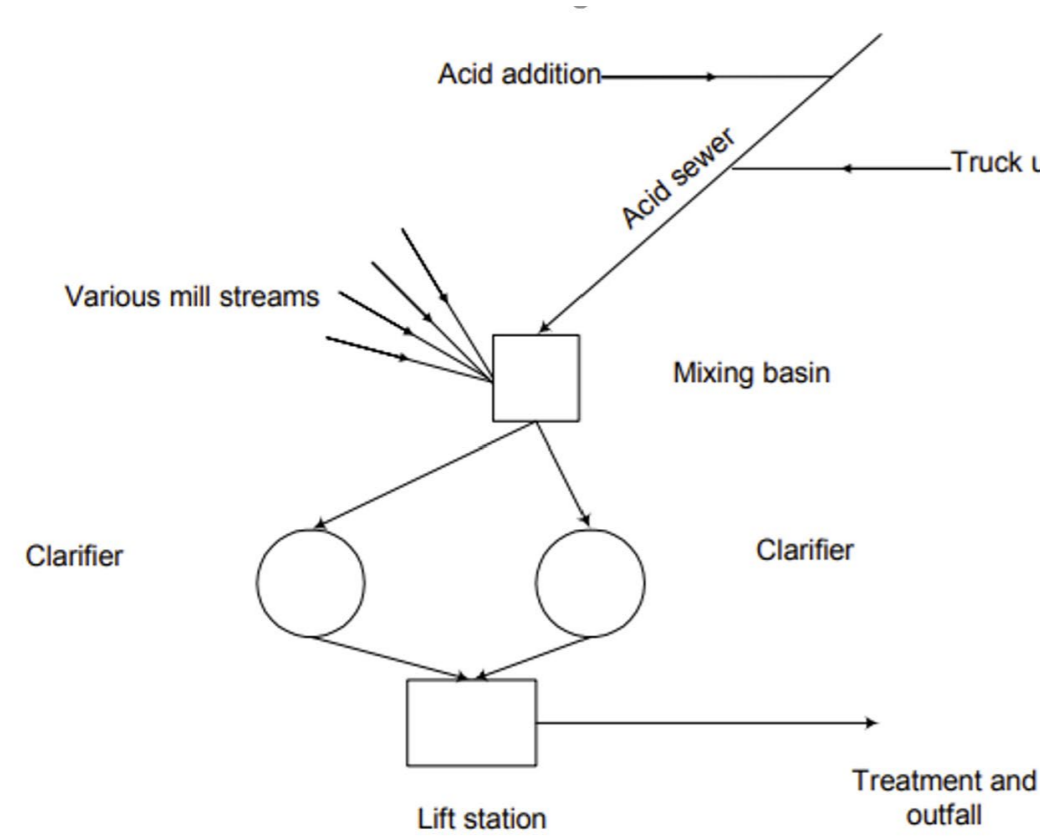 Acid addition
Truck
Acid sewer
Various mill streams
Mixing basin
Clarifier
Clarifier
Treatment and
outfall
Lift station